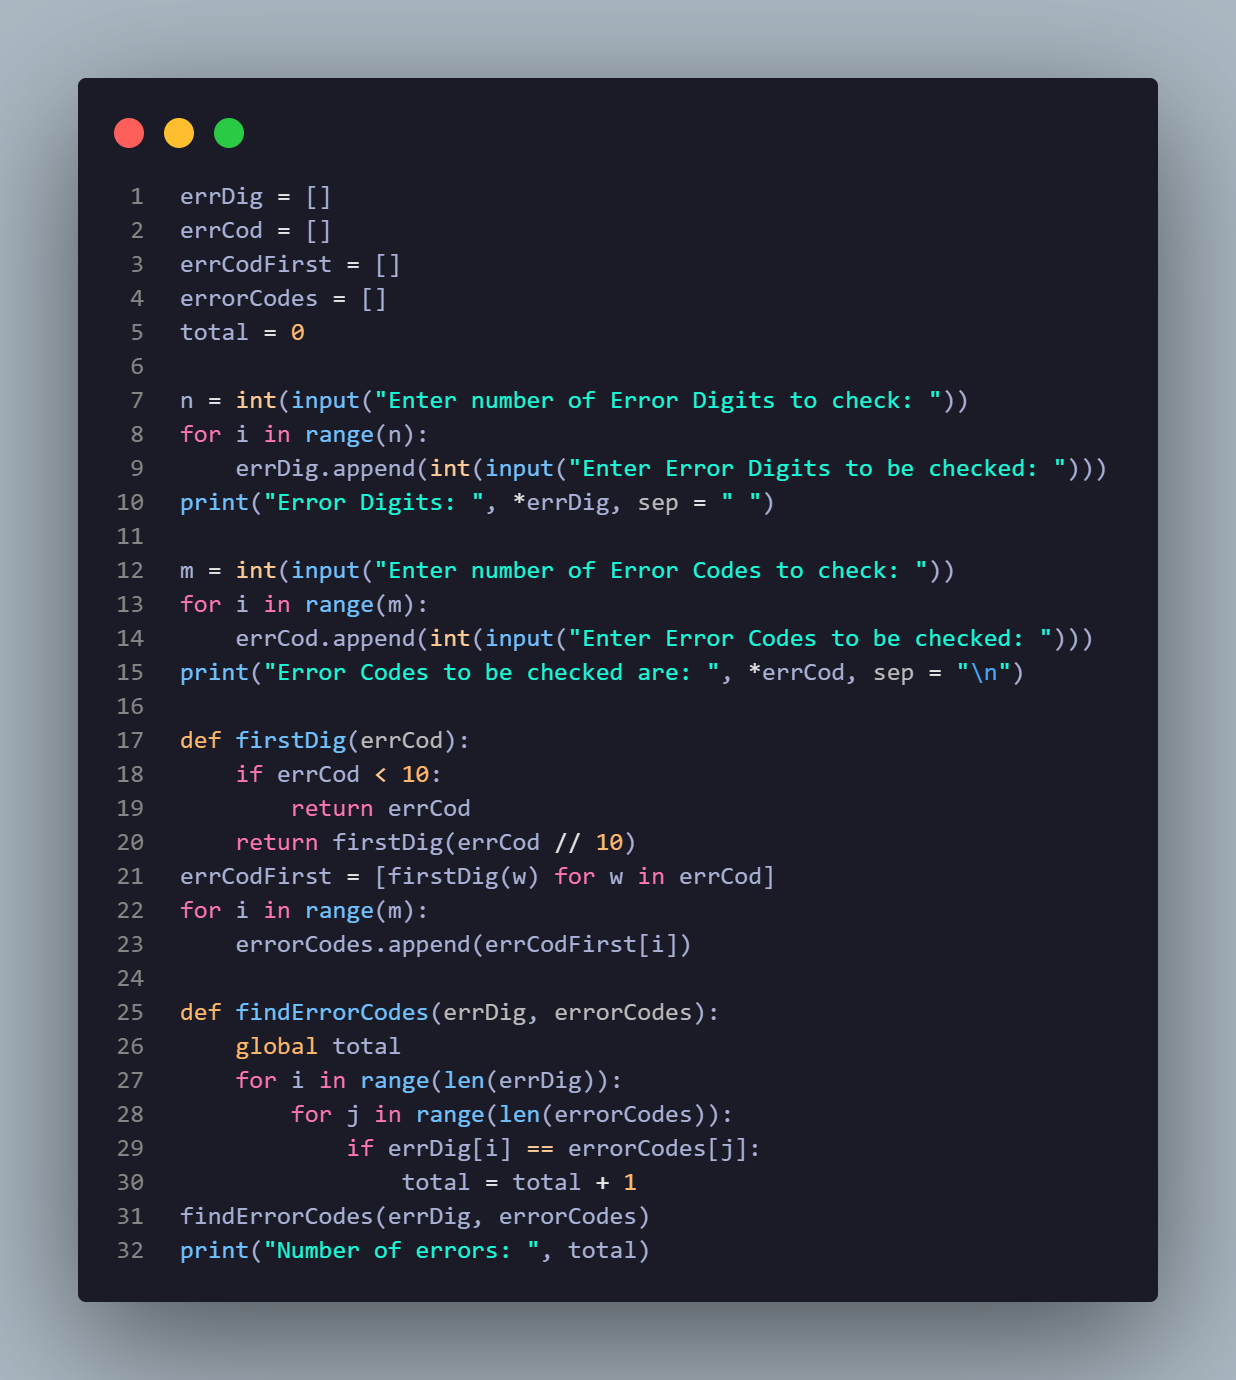 1 errDig = []
2 errCod = []
3 errCodFirst = []
4 errorCodes = []
5 total = 0
6
7 n = int(input("Enter number of Error Digits to check: "))
8 for i in range(n):
9     errDig.append(int(input("Enter Error Digits to be checked: ")))
10 print("Error Digits: ", *errDig, sep = " ")
11
12 m = int(input("Enter number of Error Codes to check: "))
13 for i in range(m):
14     errCod.append(int(input("Enter Error Codes to be checked: ")))
15 print("Error Codes to be checked are: ", *errCod, sep = "\n")
16
17 def firstDig(errCod):
18     if errCod < 10:
19         return errCod
20     return firstDig(errCod // 10)
21 errCodFirst = [firstDig(w) for w in errCod]
22 for i in range(m):
23     errorCodes.append(errCodFirst[i])
24
25 def findErrorCodes(errDig, errorCodes):
26     global total
27     for i in range(len(errDig)):
28         for j in range(len(errorCodes)):
29             if errDig[i] == errorCodes[j]:
30                 total = total + 1
31 findErrorCodes(errDig, errorCodes)
32 print("Number of errors: ", total)